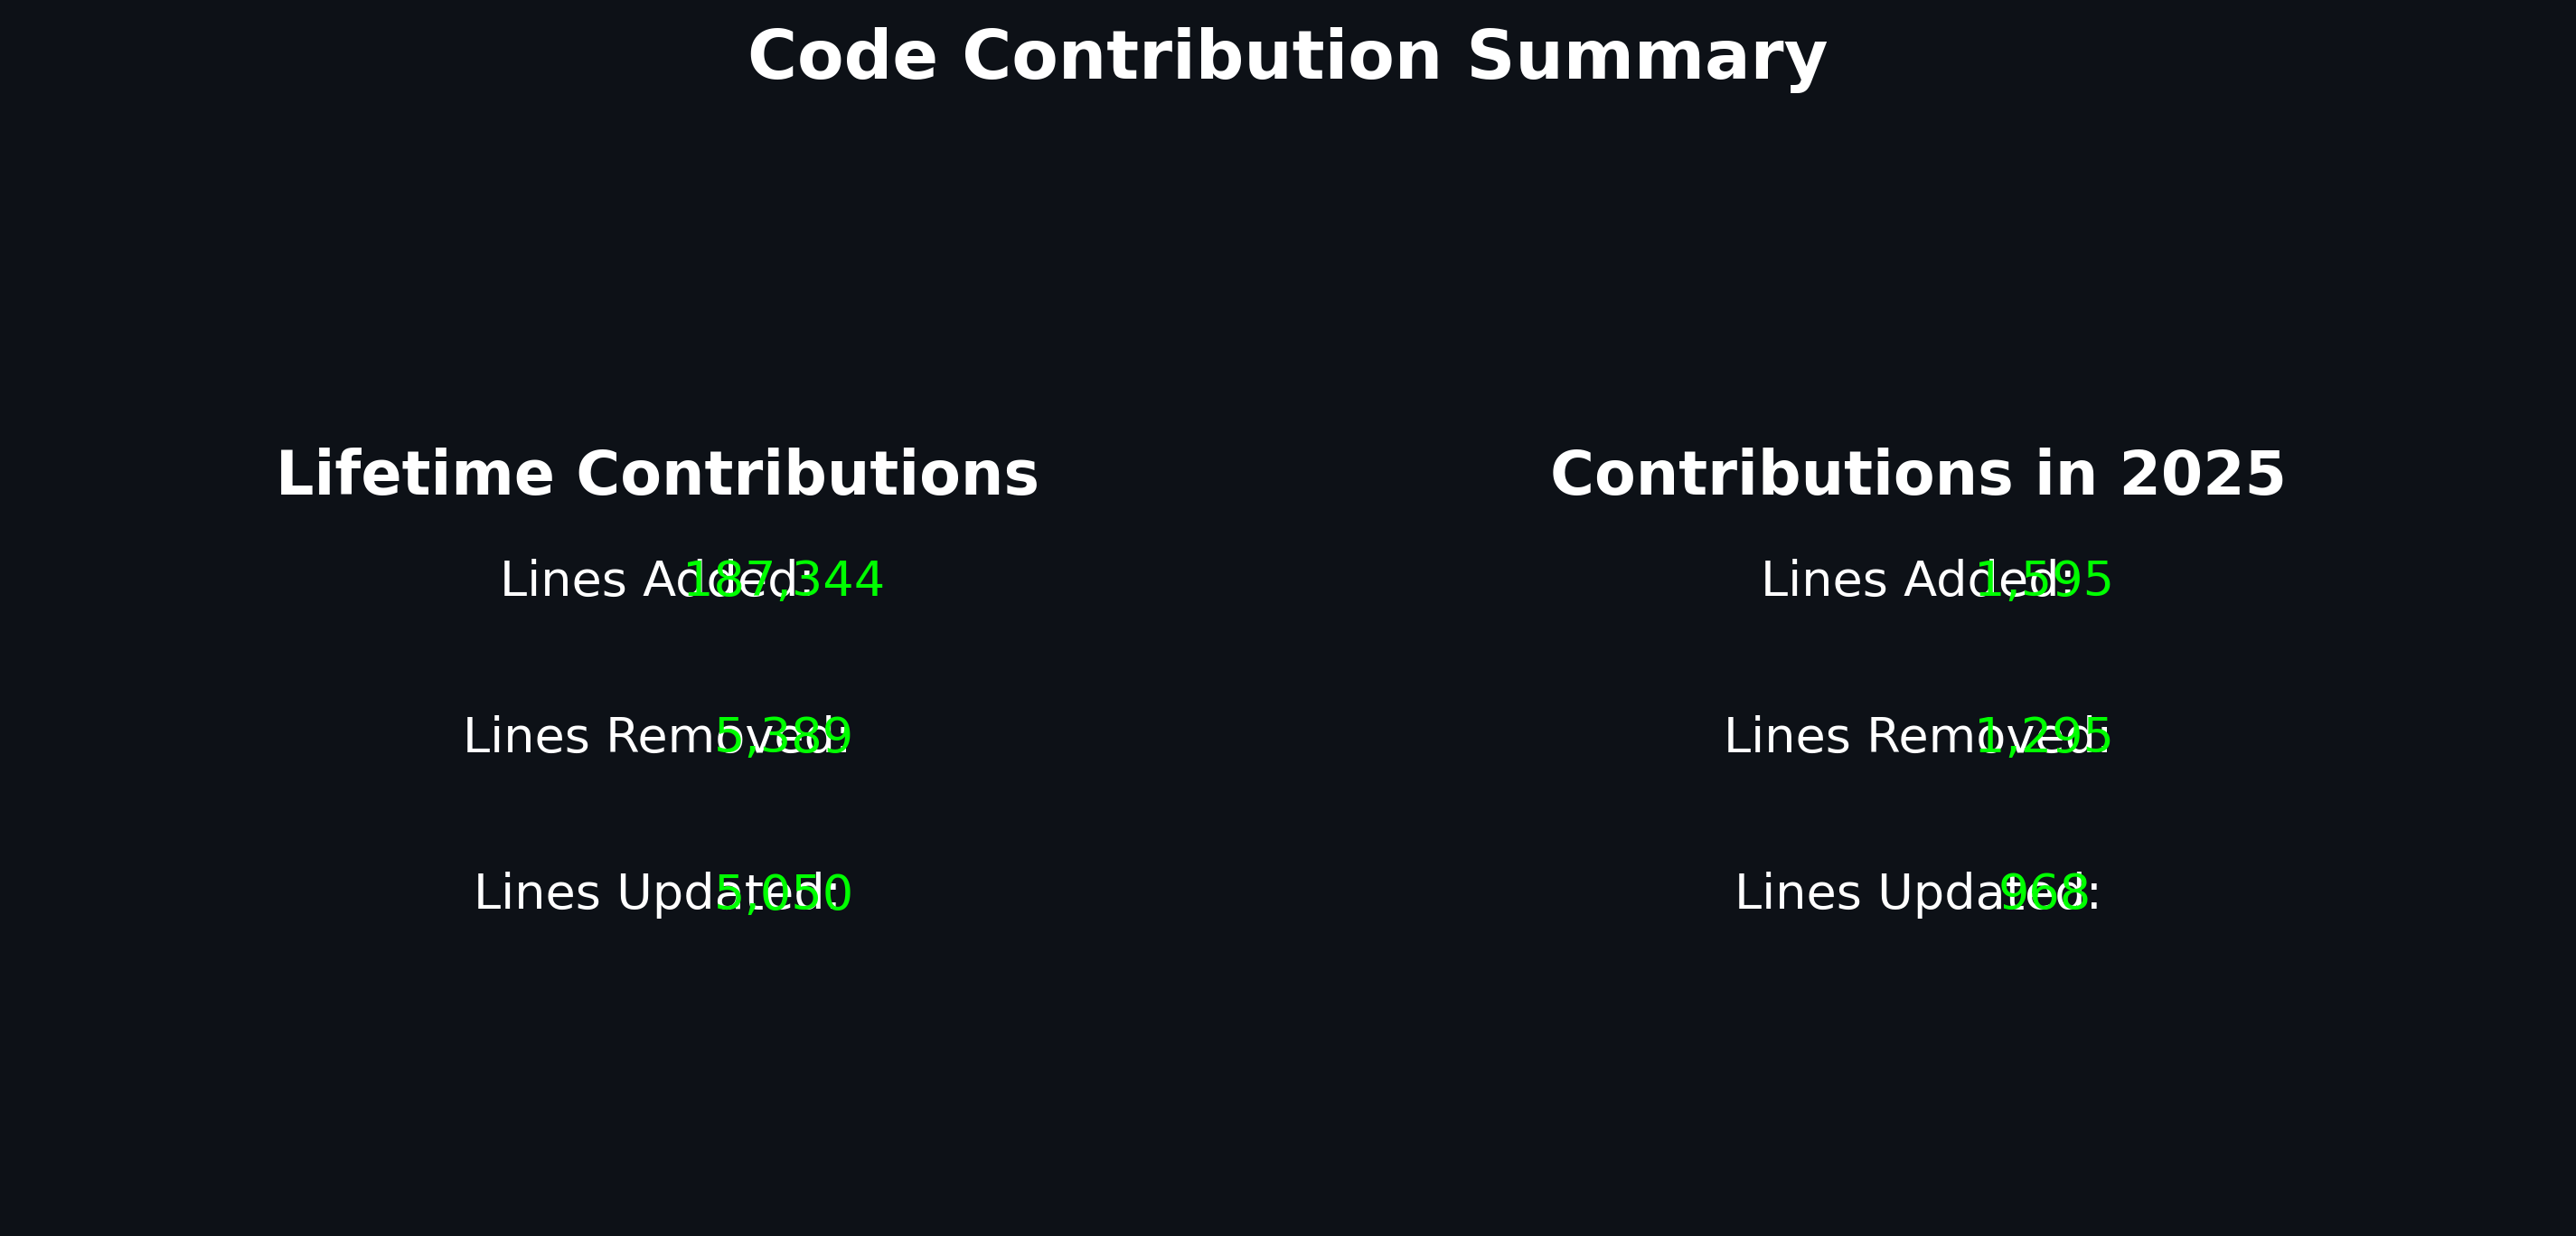 Code Contribution Summary
Lifetime Contributions
Lines Added: 187,344
Lines Removed: 5,389
Lines Updated: 5,050
Contributions in 2025
Lines Added: 1,595
Lines Removed: 1,295
Lines Updated: 968